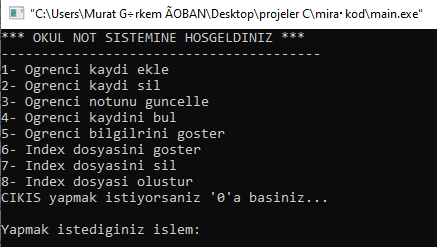 "C:\Users\Murat G÷rkem ÃOBAN\Desktop\projeler C\mira· kod\main.exe"
*** OKUL NOT SISTEMINE HOSGELDINIZ ***
----------------------------------------
1- Ogrenci kaydi ekle
2- Ogrenci kaydi sil
3- Ogrenci notunu guncelle
4- Ogrenci kaydini bul
5- Ogrenci bilgilrini goster
6- Index dosyasini goster
7- Index dosyasini sil
8- Index dosyasi olustur
CIKIS yapmak istiyorsaniz '0'a basiniz...
Yapmak istediginiz islem: